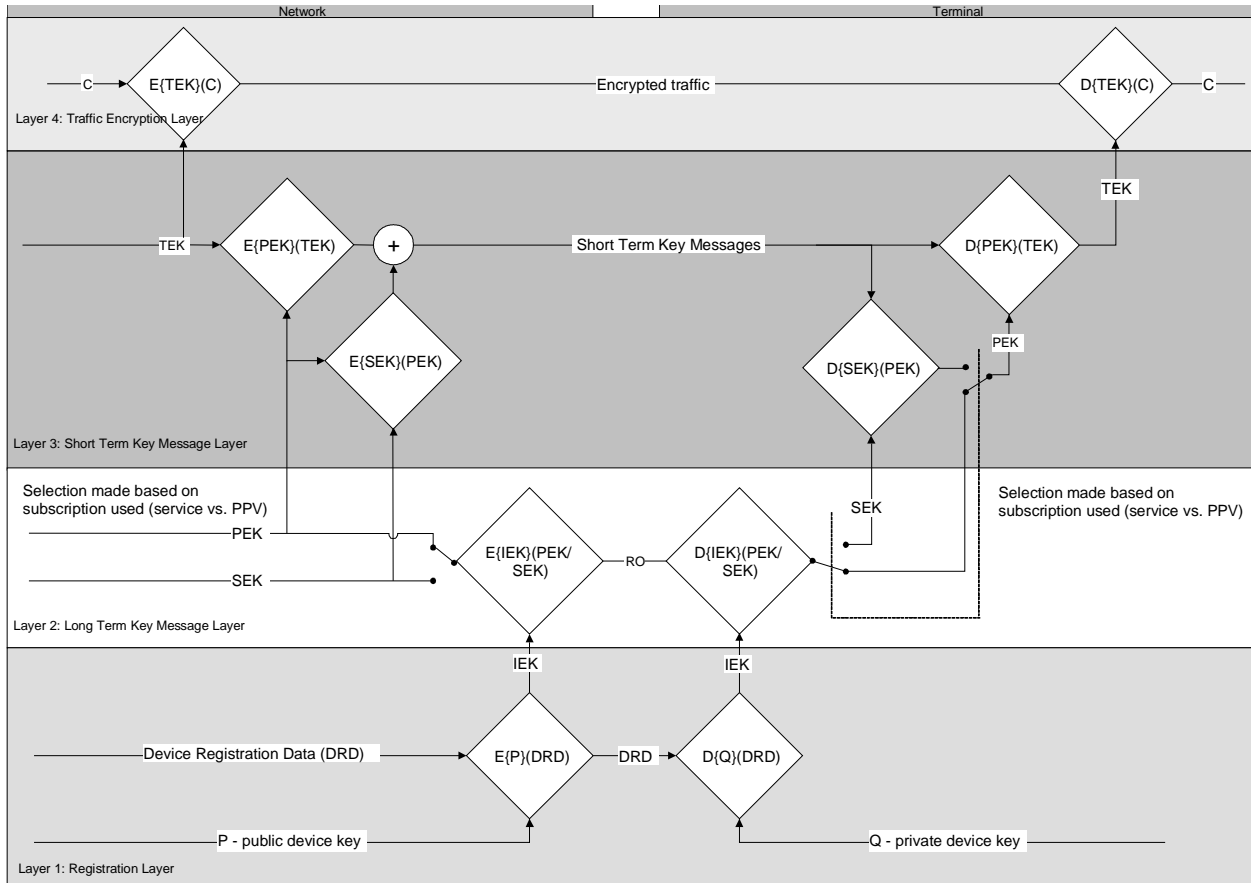 Network
Terminal
C
E{TEK}(C)
Encrypted traffic
D{TEK}(C)
C
Layer 4: Traffic Encryption Layer
TEK
TEK
E{PEK}(TEK)
+
Short Term Key Messages
D{PEK}(TEK)
PEK
E{SEK}(PEK)
D{SEK}(PEK)
Layer 3: Short Term Key Message Layer
Selection made based on
subscription used (service vs. PPV)
Selection made based on
subscription used (service vs. PPV)
SEK
PEK
E{IEK}(PEK/
SEK)
RO
D{IEK}(PEK/
SEK)
SEK
Layer 2: Long Term Key Message Layer
IEK
IEK
Device Registration Data (DRD)
E{P}(DRD)
DRD
D{Q}(DRD)
P - public device key
Q - private device key
Layer 1: Registration Layer